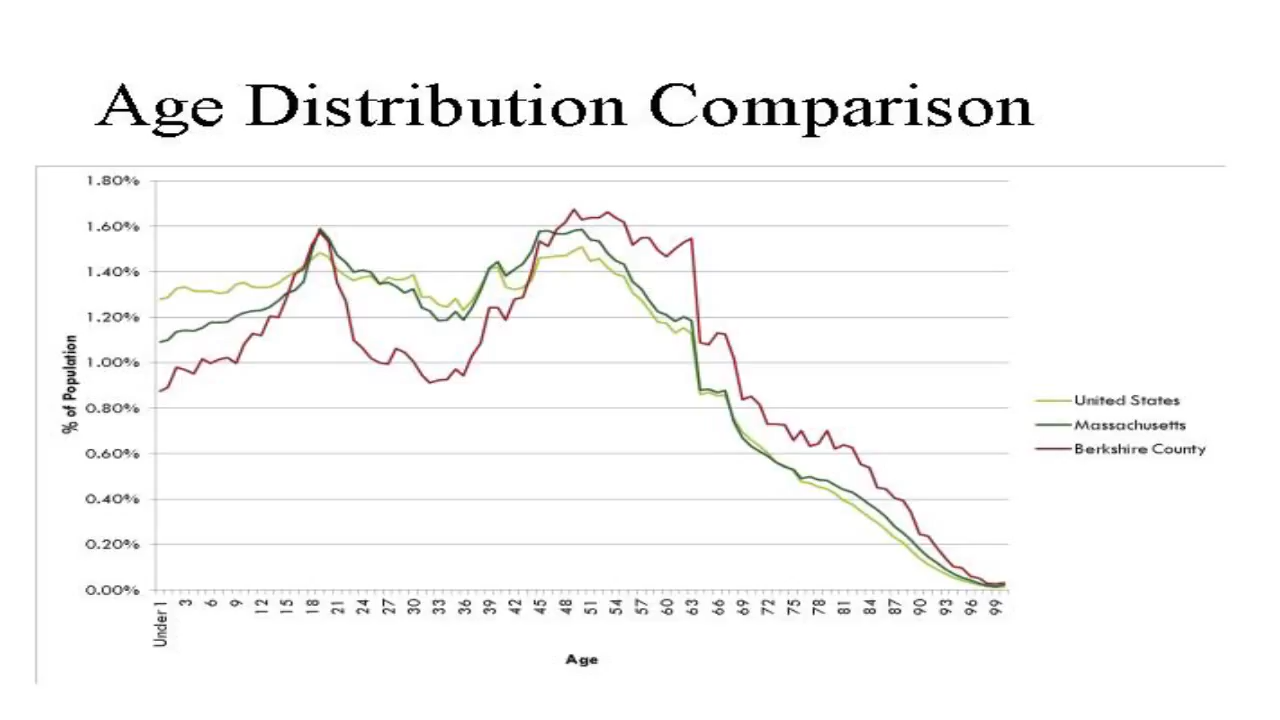 Age Distribution Comparison
1.80%
1.60%
1.40%
1.20%
1.00%
0.80%
0.60%
0.40%
0.20%
0.00%
% of Population
United States
Massachusetts
Berkshire County
Under 1 3 6 9 12 15 18 21 24 27 30 33 36 39 42 45 48 51 54 57 60 63 66 69 72 75 78 81 84 87 90 93 96 99
Age